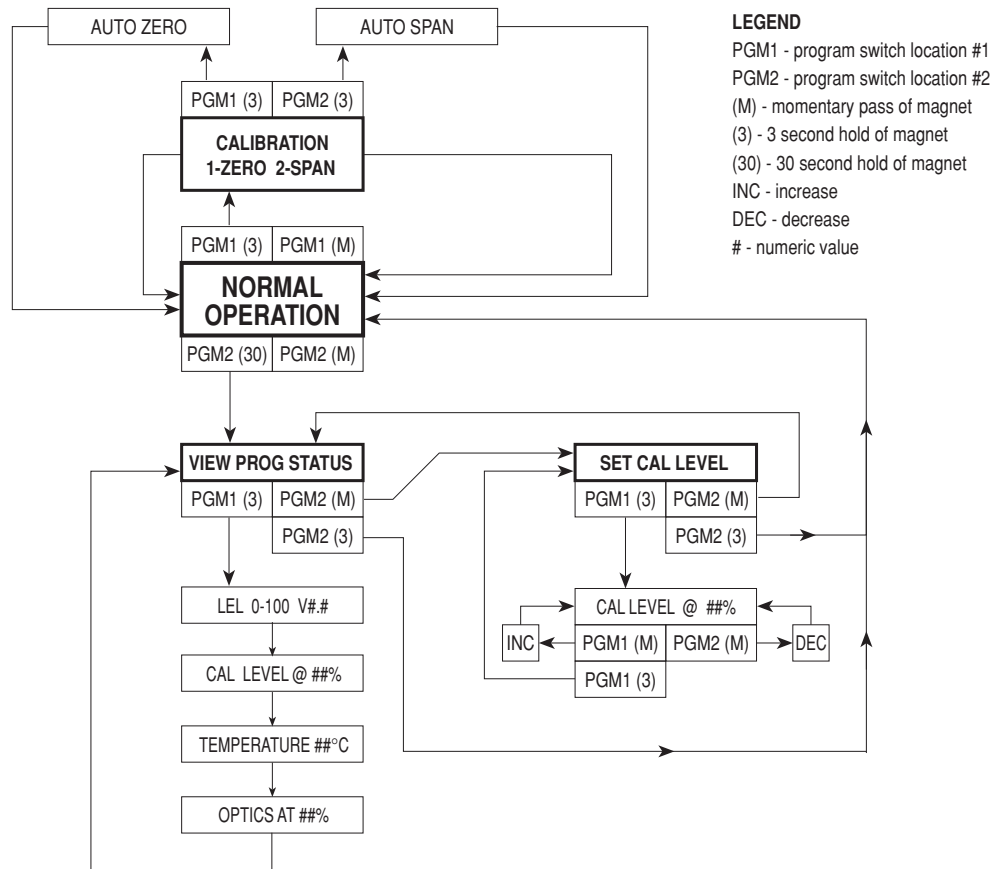 AUTO ZERO
AUTO SPAN
PGM1 (3)
PGM2 (3)
CALIBRATION
1-ZERO 2-SPAN
PGM1 (3)
PGM1 (M)
NORMAL
OPERATION
PGM2 (30)
PGM2 (M)
VIEW PROG STATUS
PGM1 (3)
PGM2 (M)
PGM2 (3)
LEL 0-100 V#.#
CAL LEVEL @ ##%
TEMPERATURE ##°C
OPTICS AT ##%
SET CAL LEVEL
PGM1 (3)
PGM2 (M)
PGM2 (3)
CAL LEVEL @ ##%
INC
PGM1 (M)
PGM2 (M)
DEC
PGM1 (3)
LEGEND
PGM1 - program switch location #1
PGM2 - program switch location #2
(M) - momentary pass of magnet
(3) - 3 second hold of magnet
(30) - 30 second hold of magnet
INC - increase
DEC - decrease
# - numeric value